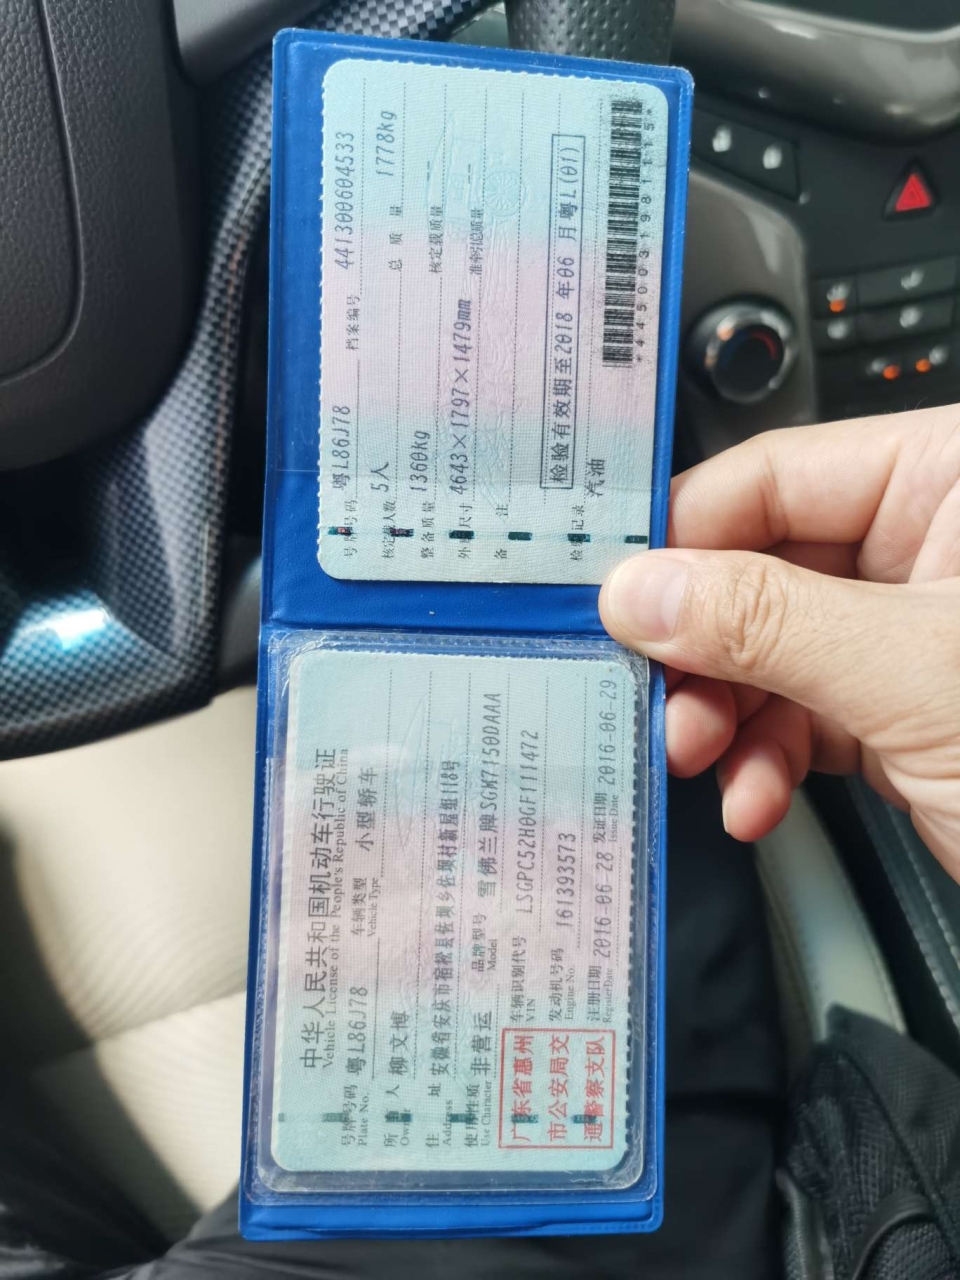 中华人民共和国机动车行驶证
Vehicle License of the People's Republic of China
号牌号码 粤L86J78 车辆类型 小型轿车
Plate No. Vehicle Type
所有人 柳文博
Owner
住址 安徽省安庆市宿松县佐坝乡佐坝村新屋组118号
Address
使用性质 非营运 品牌型号 雪佛兰牌SGM7150DAAA
Use Character Model
车辆识别代号 LSGPC52H0GF111472
VIN
发动机号码 161393573
Engine No.
注册日期 2016-06-28 发证日期 2016-06-29
Register Date Issue Date
广东省惠州
市公安局交
通警察支队
号牌号码 粤L86J78 档案编号 441300604533
核定载人数 5人 总质量 1778kg
整备质量 1360kg 核定载质量
外廓尺寸 4643×1797×1479mm 准牵引总质量
备注
检验有效期至2018年06月粤L(01)
检验记录 汽油
*4450031981115*